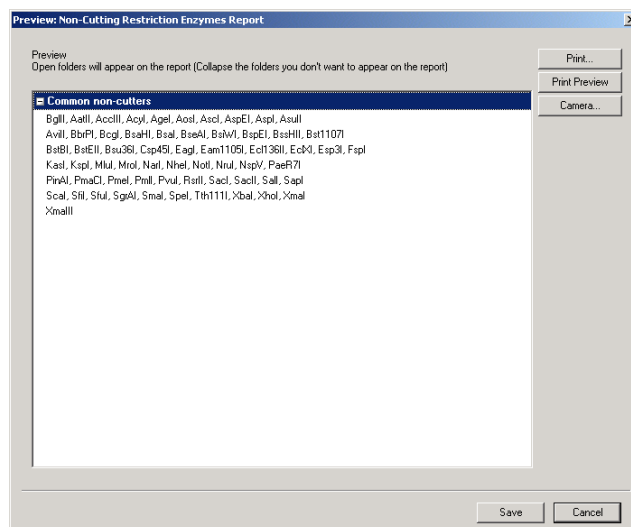 Preview: Non-Cutting Restriction Enzymes Report
Preview
Open folders will appear on the report (Collapse the folders you don't want to appear on the report)
Print...
Print Preview
Camera...
Common non-cutters
BglII, AatII, AccIII, AcyI, AgeI, AosI, AscI, AspEI, AspI, AsuII
AviII, BbrPI, BcgI, BsaHI, BsaI, BseAI, BsiWI, BspEI, BssHII, Bst1107I
BstBI, BstEII, Bsu36I, Csp45I, EagI, Eam1105I, Ecl136II, EclXI, Esp3I, FspI
KasI, KspI, MluI, MroI, NarI, NheI, NotI, NruI, NspV, PaeR7I
PinAI, PmaCI, PmeI, PmlI, PvuI, RsrII, SacI, SacII, SalI, SapI
ScaI, SfiI, SfuI, SgrAI, SmaI, SpeI, Tth111I, XbaI, XhoI, XmaI
XmaIII
Save
Cancel